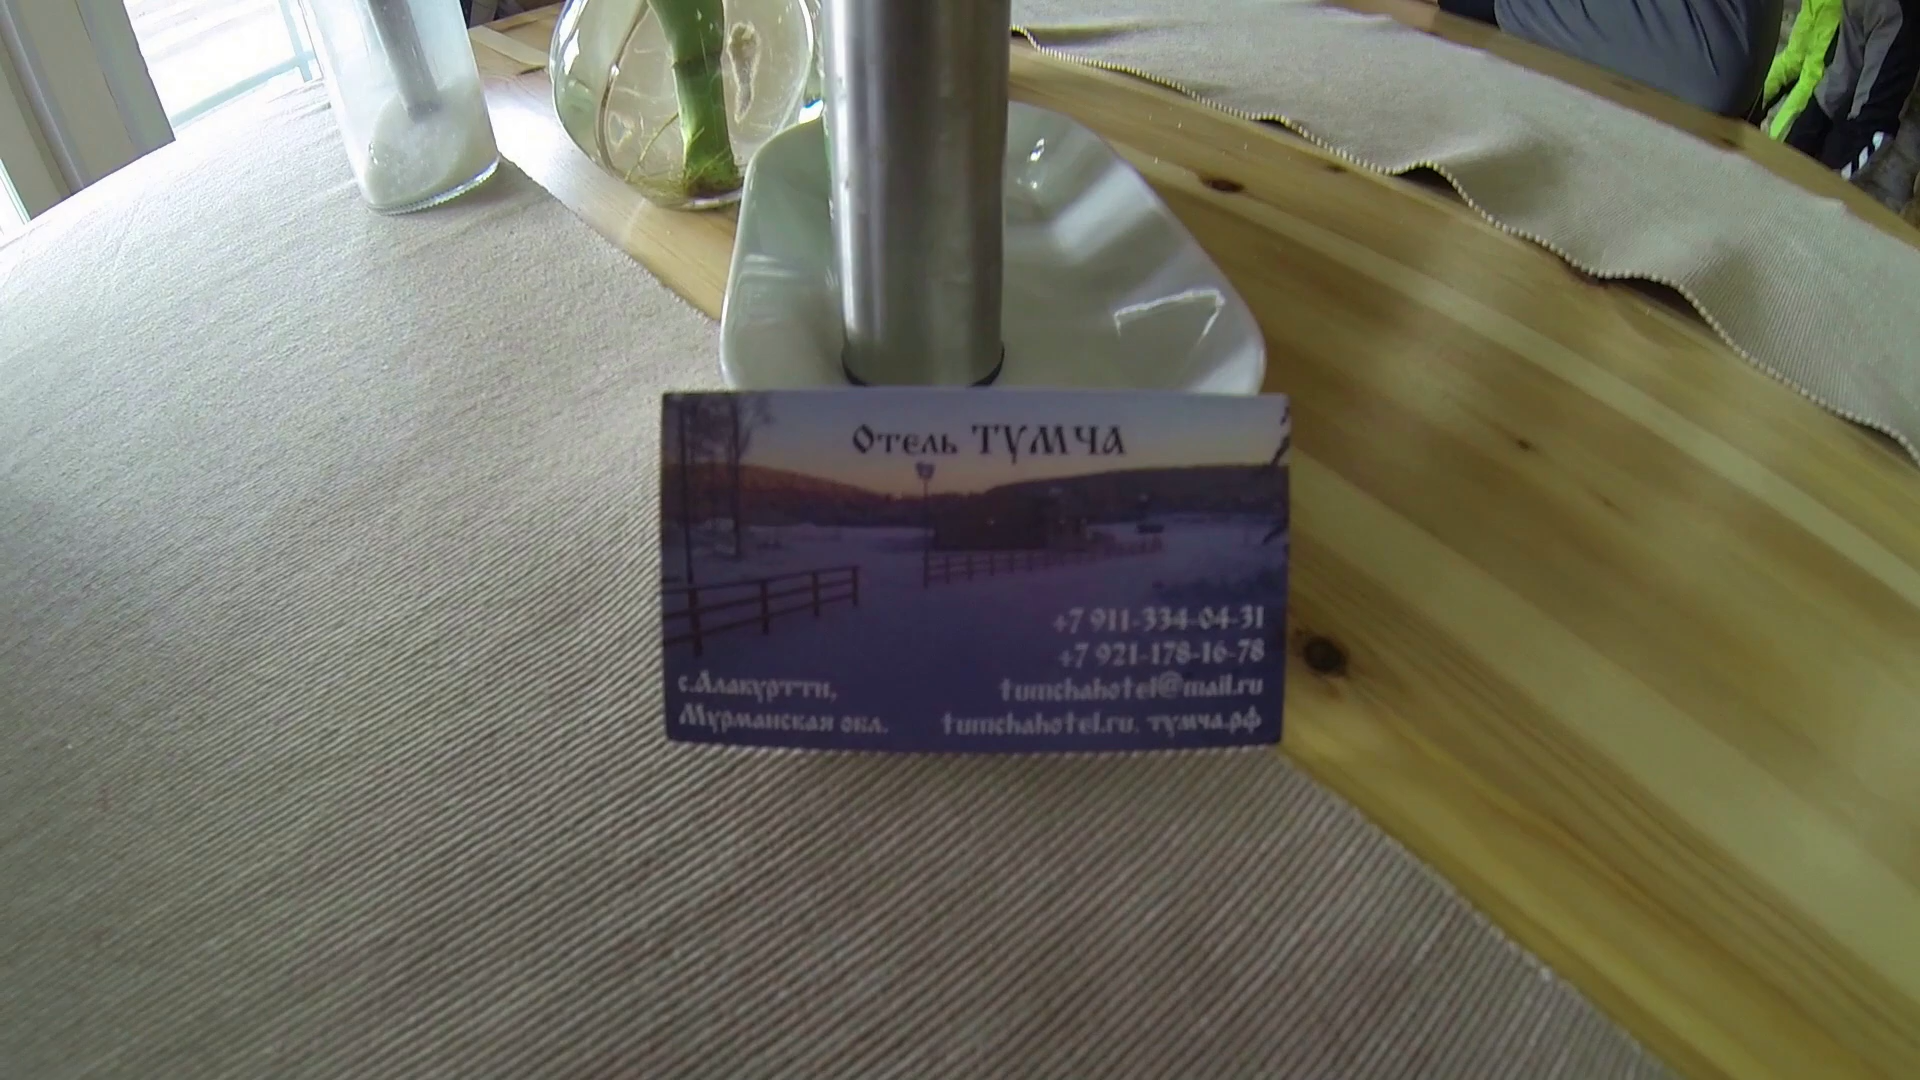 Отель ТУМЧА
+7 911-334-04-31
+7 921-178-16-78
с.Алакуртти,
tumchahotel@mail.ru
Мурманская обл.
tumchahotel.ru, тумча.рф